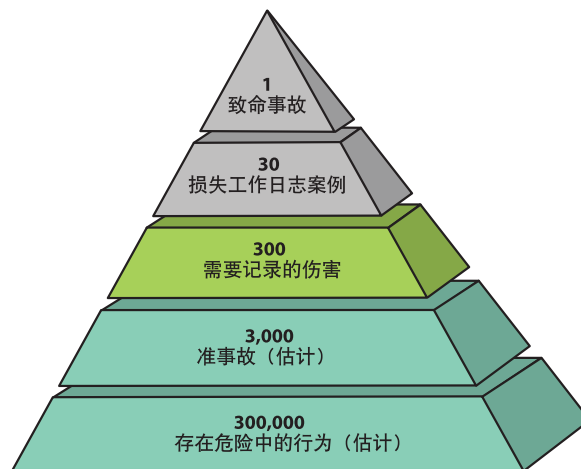 1
致命事故
30
损失工作日志案例
300
需要记录的伤害
3,000
准事故（估计）
300,000
存在危险中的行为（估计）